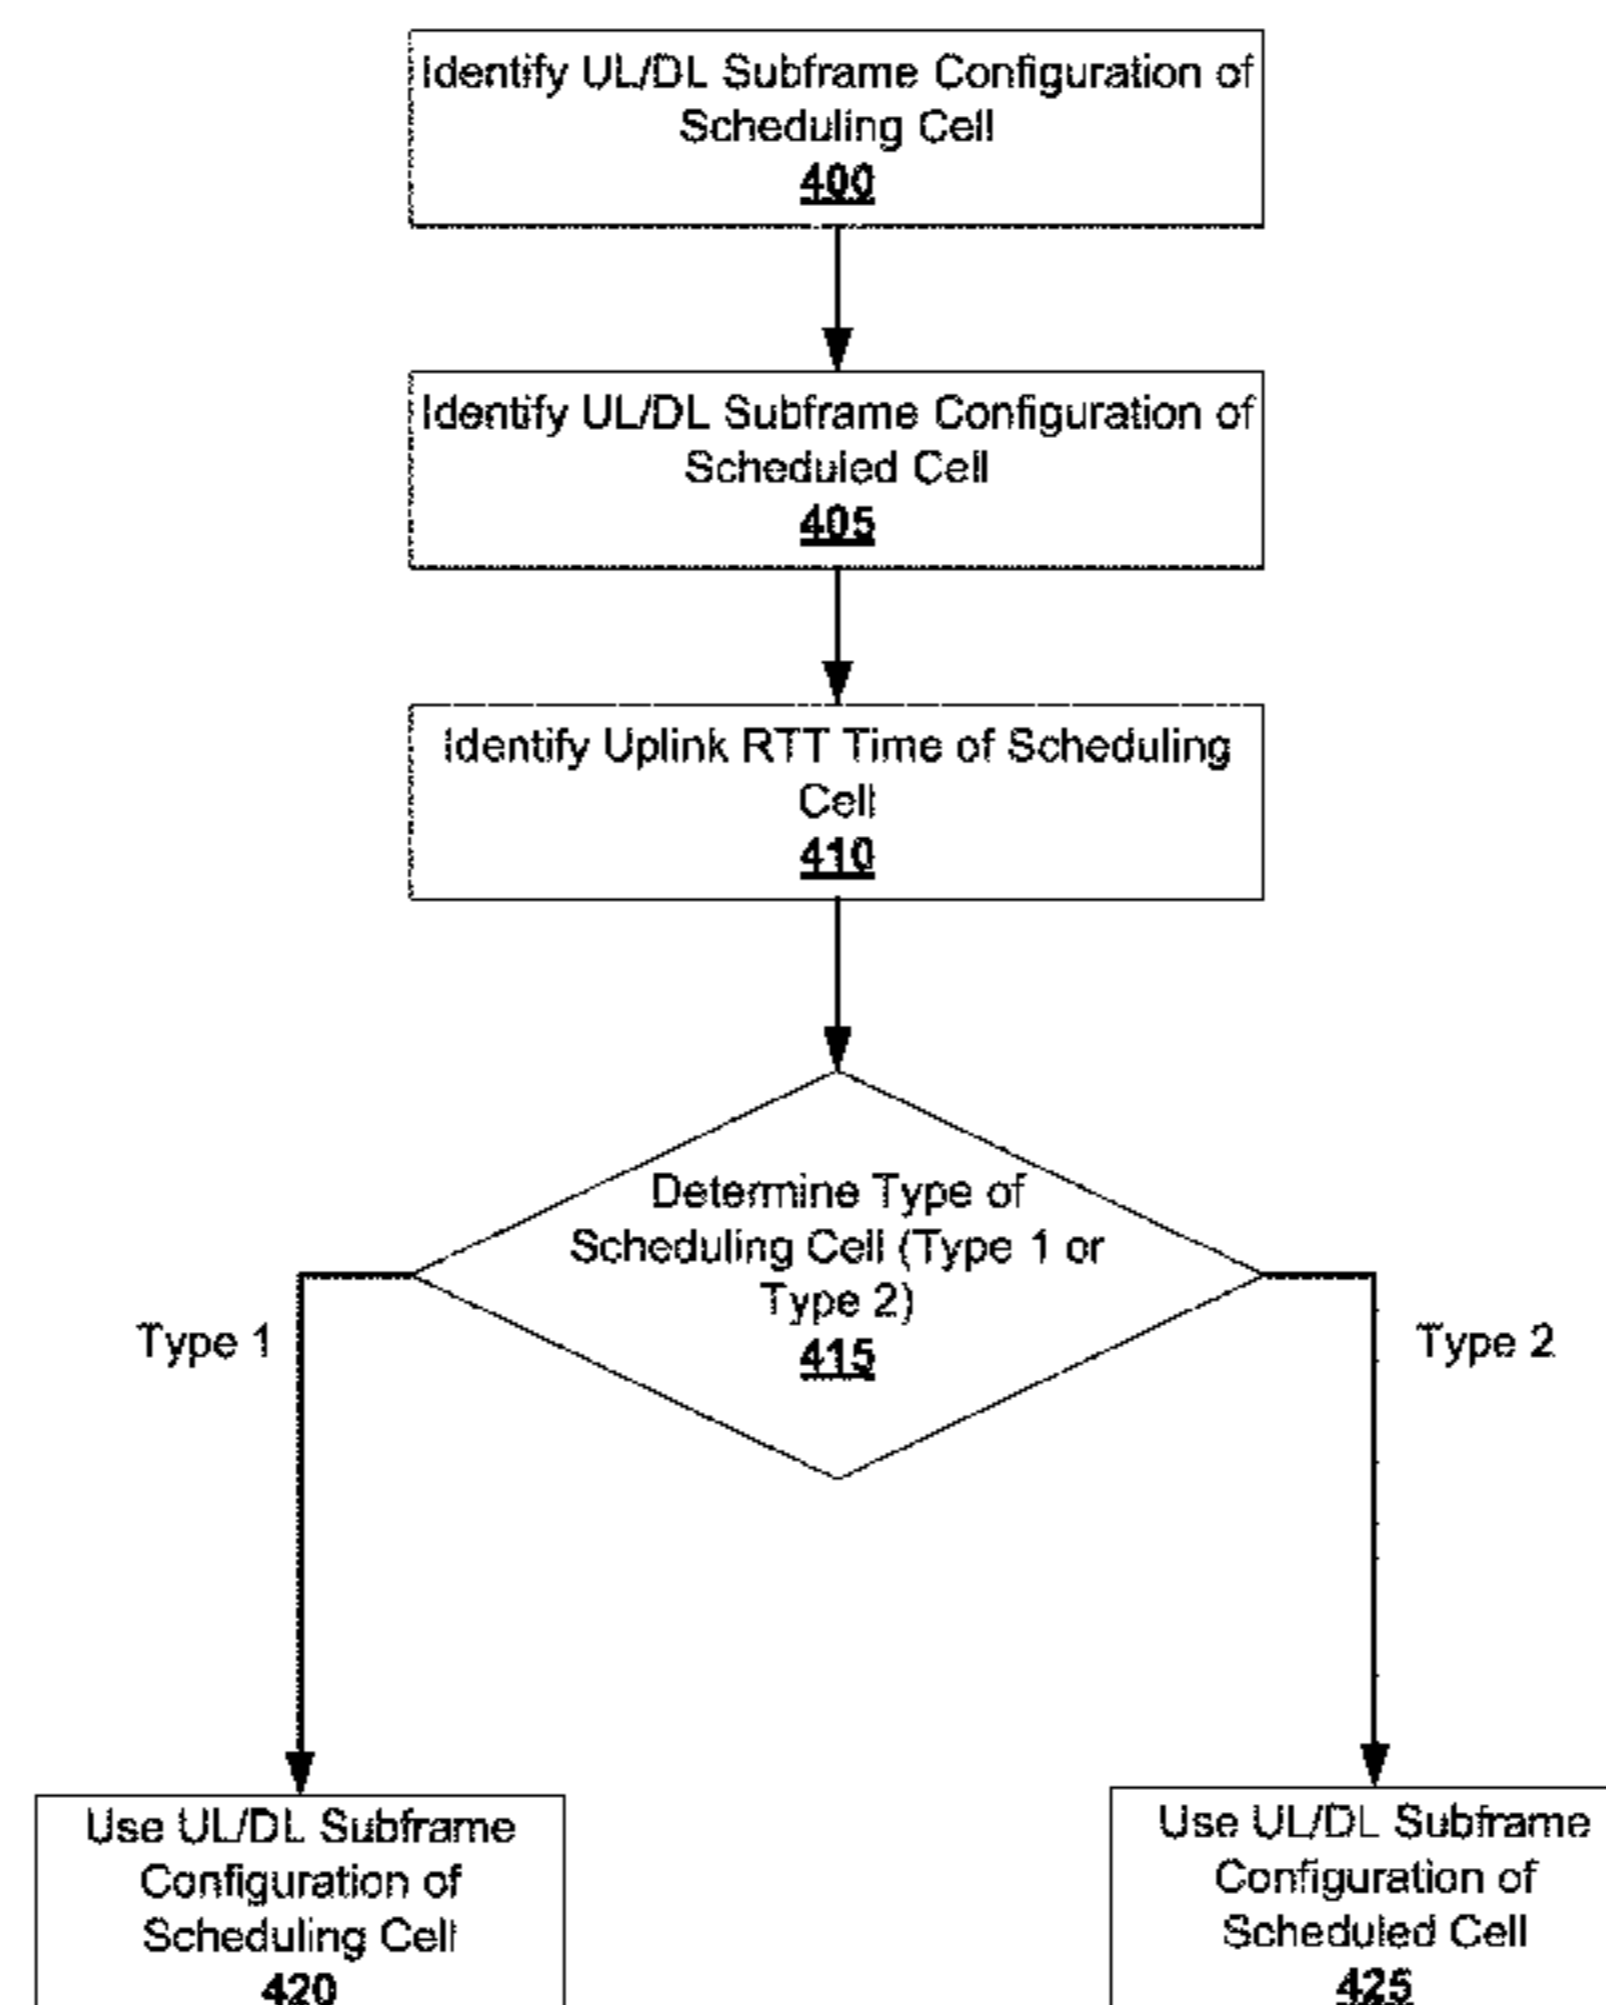 Identify UL/DL Subframe Configuration of
Scheduling Cell
400
Identify UL/DL Subframe Configuration of
Scheduled Cell
405
Identify Uplink RTT Time of Scheduling
Cell
410
Determine Type of
Scheduling Cell (Type 1 or
Type 2)
415
Type 1
Type 2
Use UL/DL Subframe
Configuration of
Scheduling Cell
420
Use UL/DL Subframe
Configuration of
Scheduled Cell
425